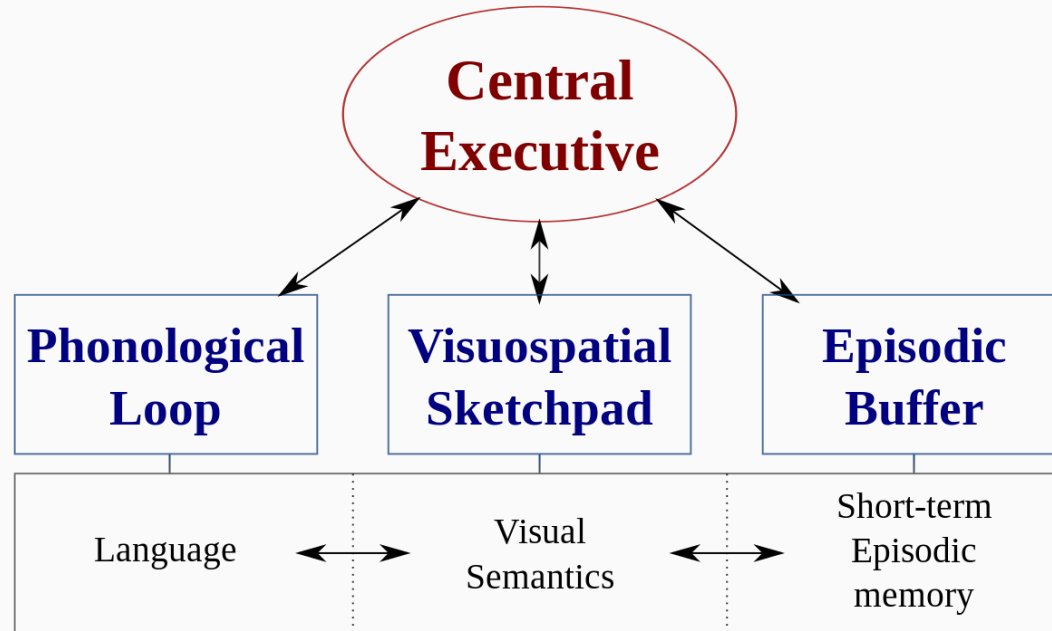 Central
Executive
Phonological
Loop
Visuospatial
Sketchpad
Episodic
Buffer
Language
Visual
Semantics
Short-term
Episodic
memory